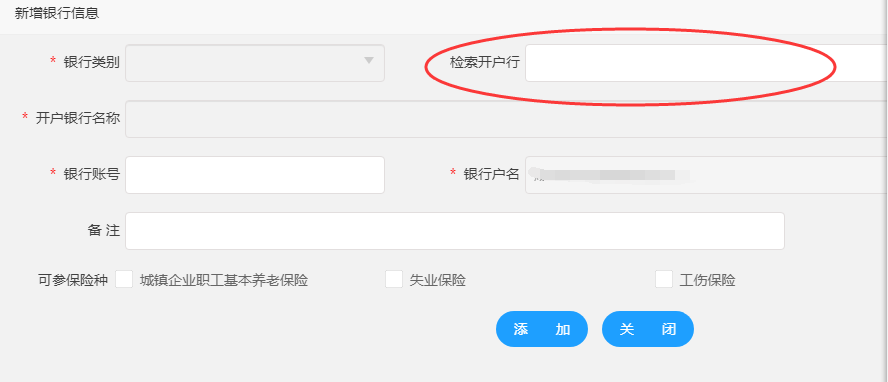 新增银行信息
* 银行类别 检索开户行
* 开户银行名称
* 银行账号 * 银行户名
备 注
可参保险种 城镇企业职工基本养老保险 失业保险 工伤保险
添 加 关 闭